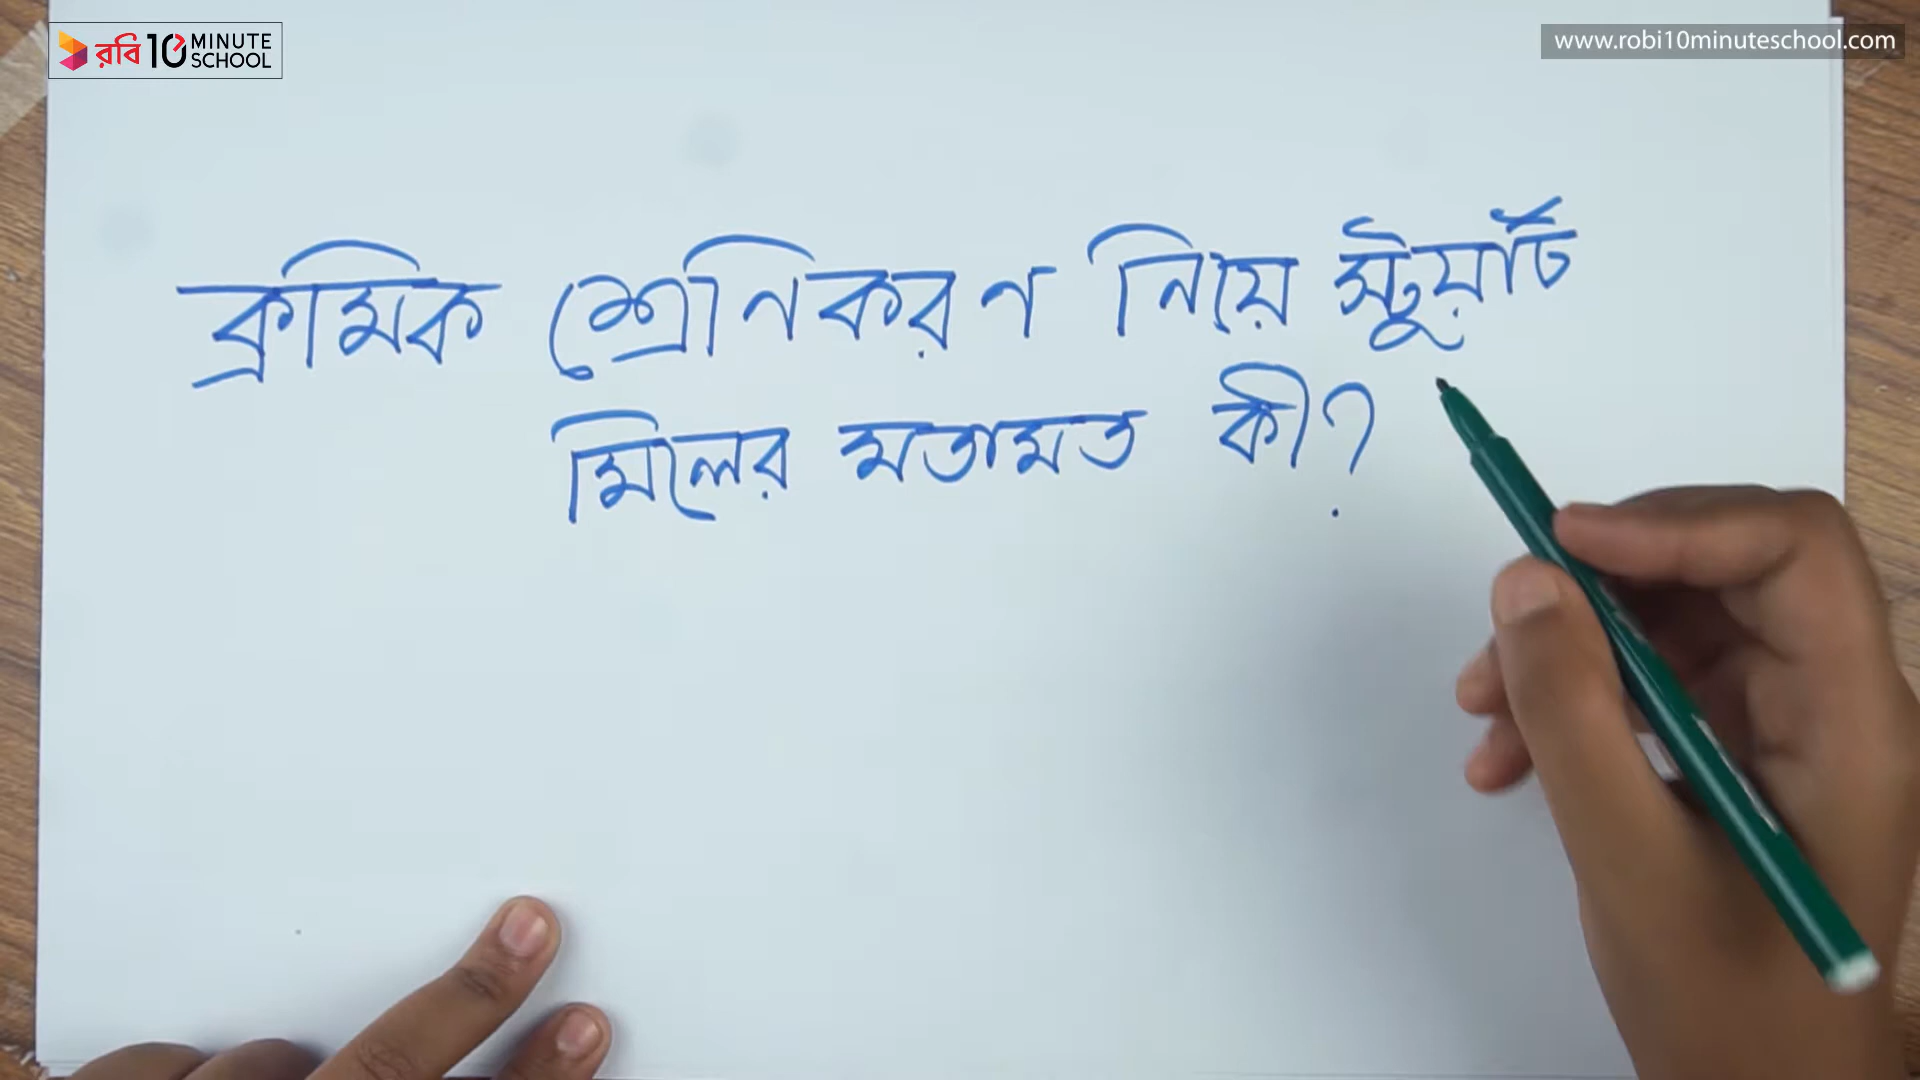 রবি 10 MINUTE SCHOOL
www.robi10minuteschool.com
ক্রমিক শ্রেণিকরণ নিয়ে স্টুয়ার্ট
মিলের মতামত কী?